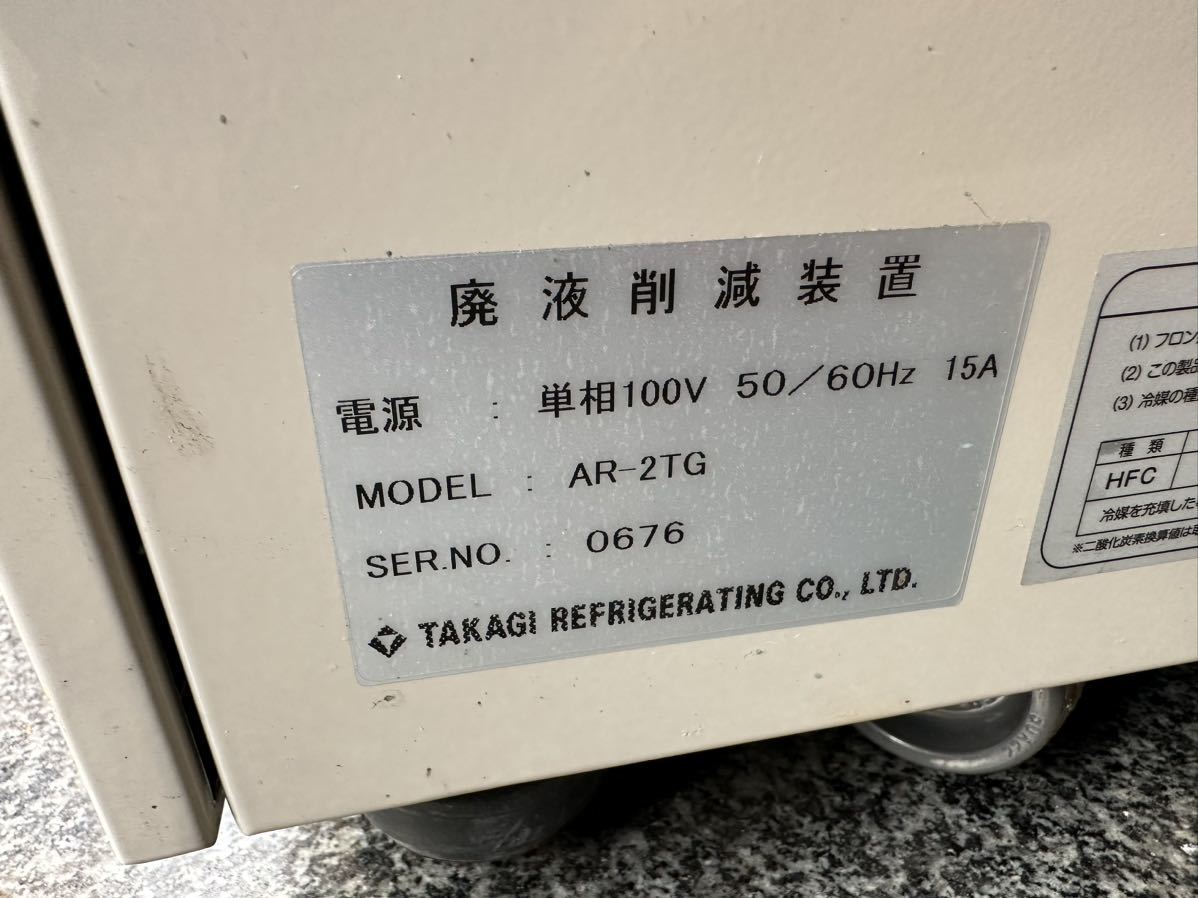 廃液削減装置
電源 : 単相100V 50/60Hz 15A
MODEL : AR-2TG
SER.NO. : 0676
TAKAGI REFRIGERATING CO., LTD.
(1) フロン
(2) この製品
(3) 冷媒の種
種類
HFC
冷媒を充填した
※二酸化炭素換算値は